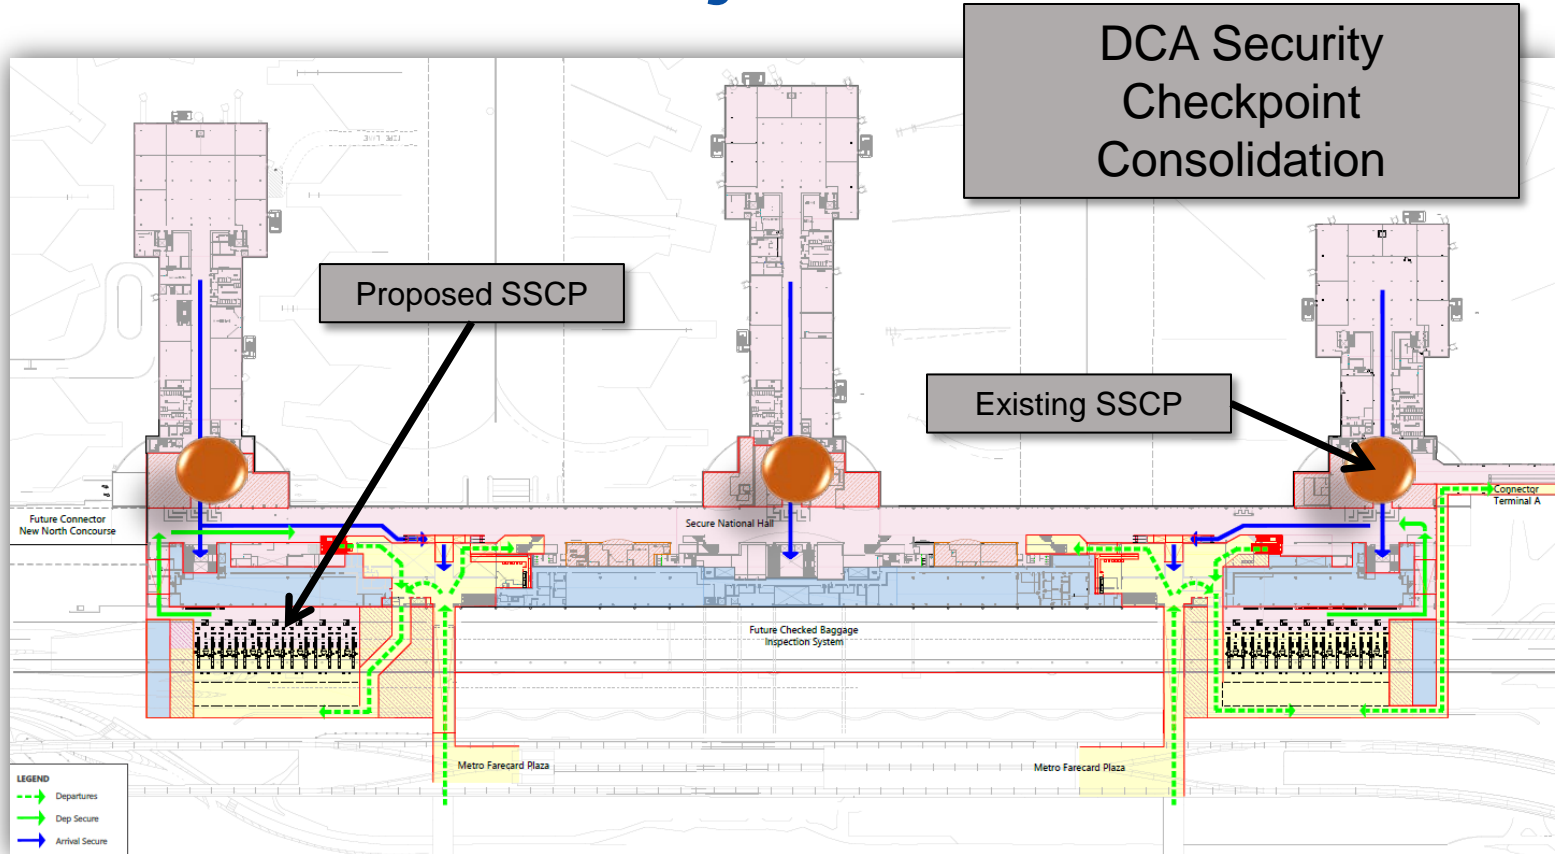 DCA Security
Checkpoint
Consolidation
Proposed SSCP
Existing SSCP
Connector
Terminal A
Future Connector
New North Concourse
Secure National Hall
Future Checked Baggage
Inspection System
Metro Farecard Plaza
Metro Farecard Plaza
LEGEND
Departures
Dep Secure
Arrival Secure